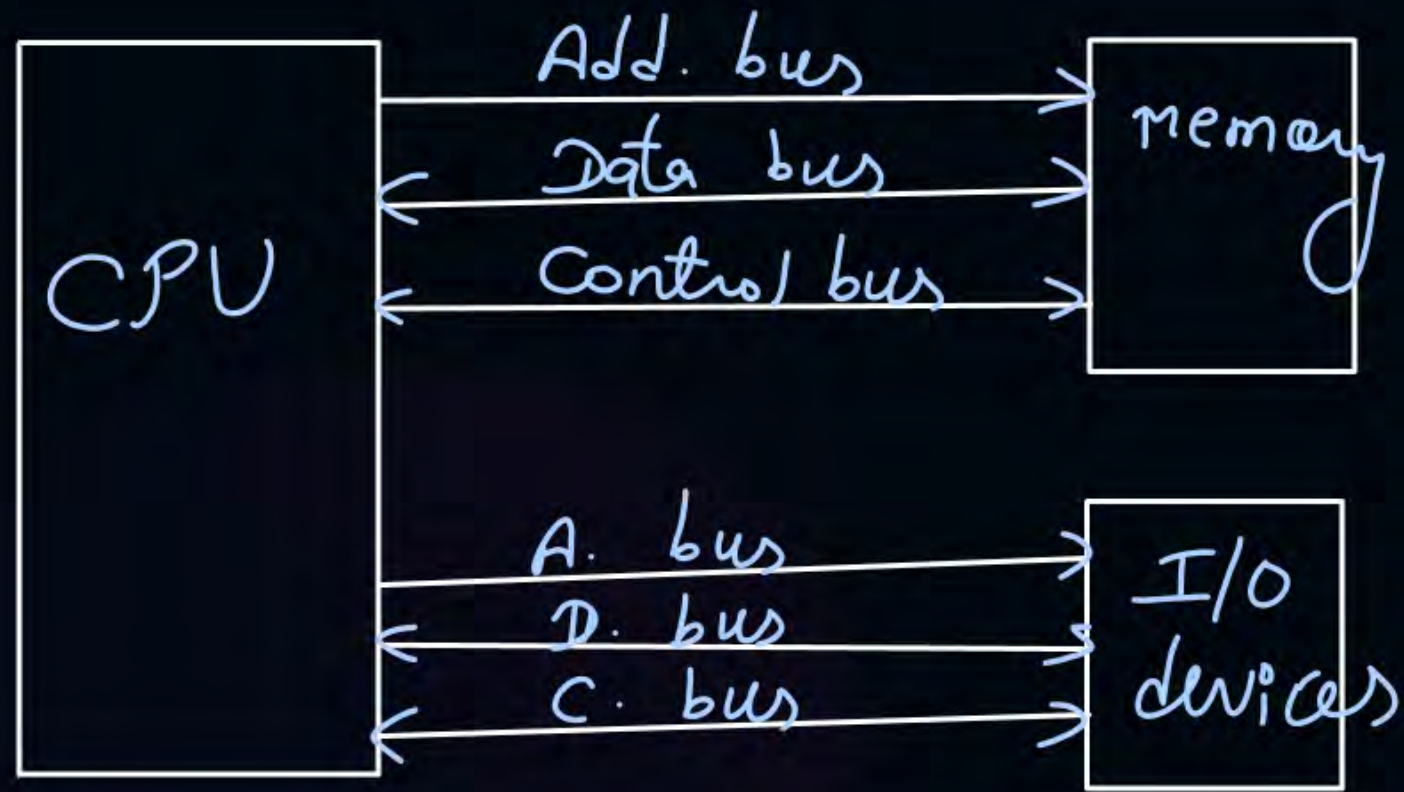 CPU
Add. bus
Data bus
Control bus
memory
A. bus
D. bus
C. bus
I/O
devices